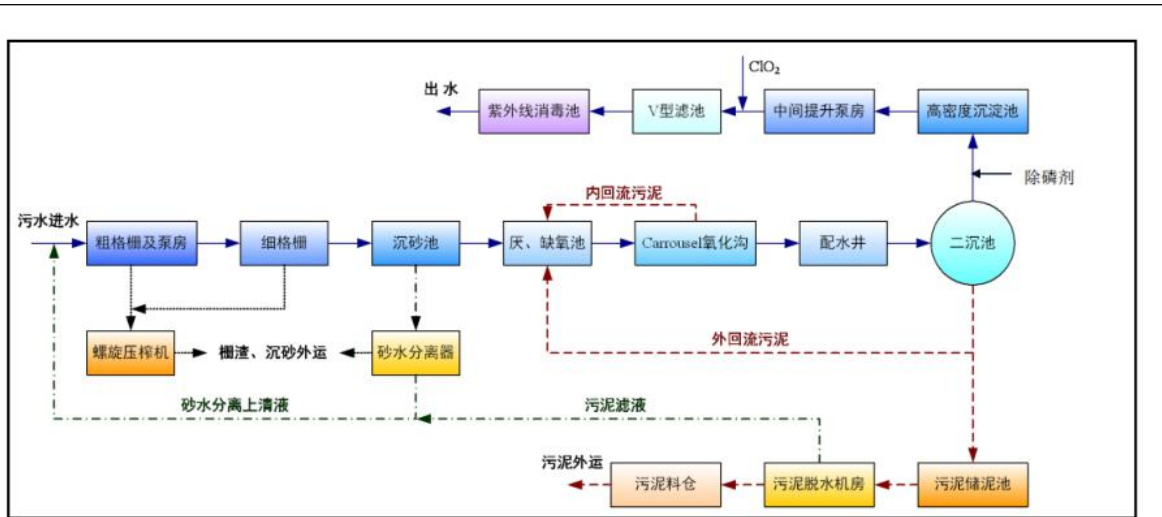 ClO₂
出 水
紫外线消毒池
V型滤池
中间提升泵房
高密度沉淀池
除磷剂
内回流污泥
污水进水
粗格栅及泵房
细格栅
沉砂池
厌、缺氧池
Carrousel氧化沟
配水井
二沉池
外回流污泥
螺旋压榨机
栅渣、沉砂外运
砂水分离器
砂水分离上清液
污泥滤液
污泥外运
污泥料仓
污泥脱水机房
污泥储泥池